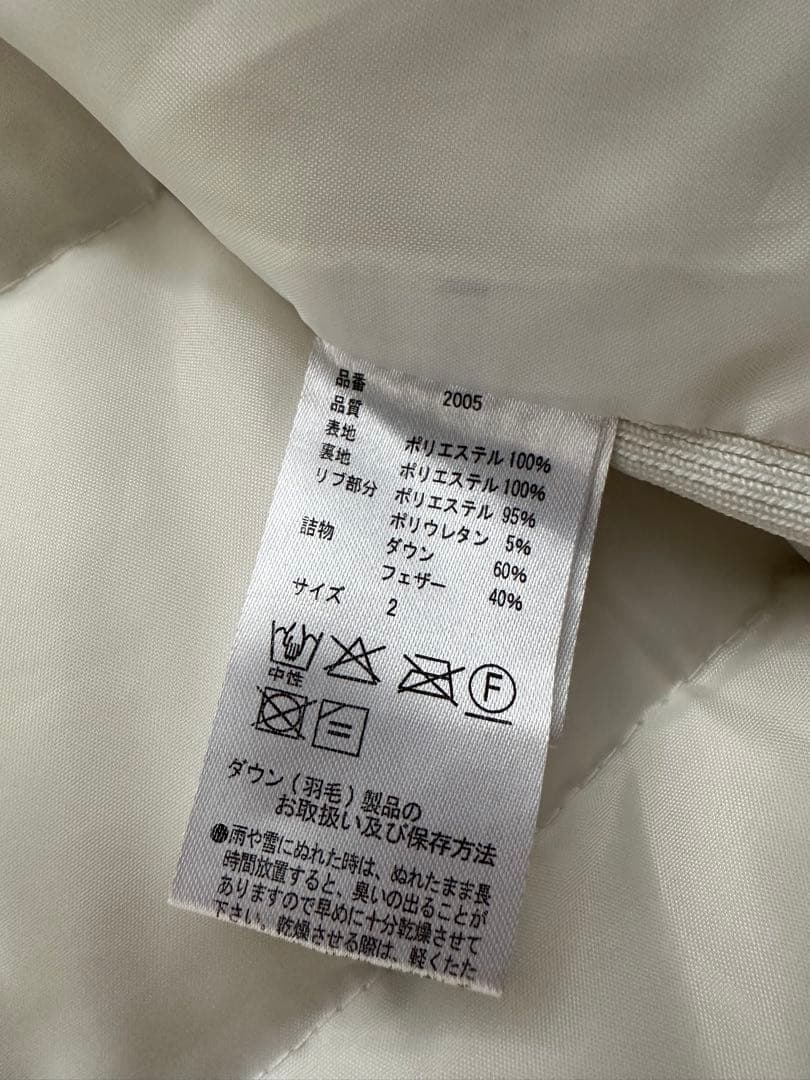 品番 2005
品質
表地 ポリエステル 100%
裏地 ポリエステル 100%
リブ部分 ポリエステル 95%
ポリウレタン 5%
詰物 ダウン 60%
フェザー 40%
サイズ 2
中性
F
ダウン(羽毛)製品の
お取扱い及び保存方法
雨や雪にぬれた時は、ぬれたまま長
時間放置すると、臭いの出ることが
ありますので早めに十分乾燥させて
下さい。乾燥させる際は、軽くたた